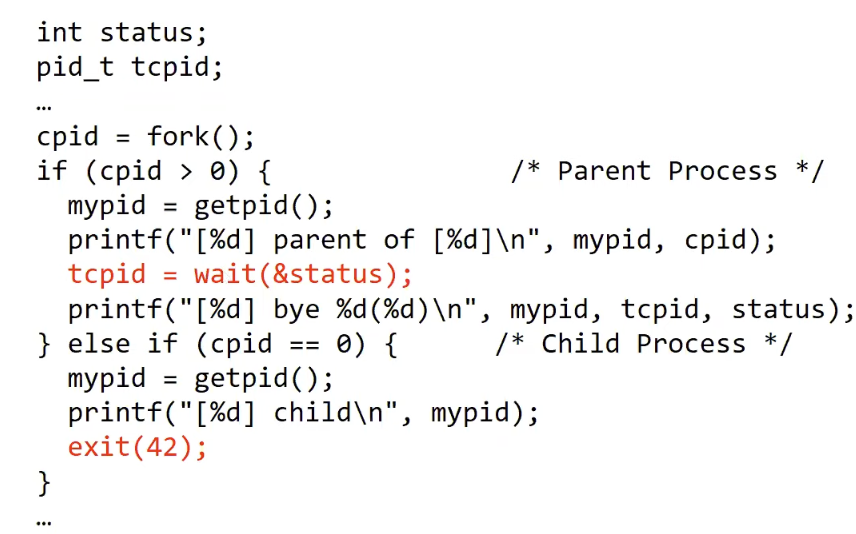 int status;
pid_t tcpid;
…
cpid = fork();
if (cpid > 0) {               /* Parent Process */
  mypid = getpid();
  printf("[%d] parent of [%d]\n", mypid, cpid);
  tcpid = wait(&status);
  printf("[%d] bye %d(%d)\n", mypid, tcpid, status);
} else if (cpid == 0) {      /* Child Process */
  mypid = getpid();
  printf("[%d] child\n", mypid);
  exit(42);
}
…